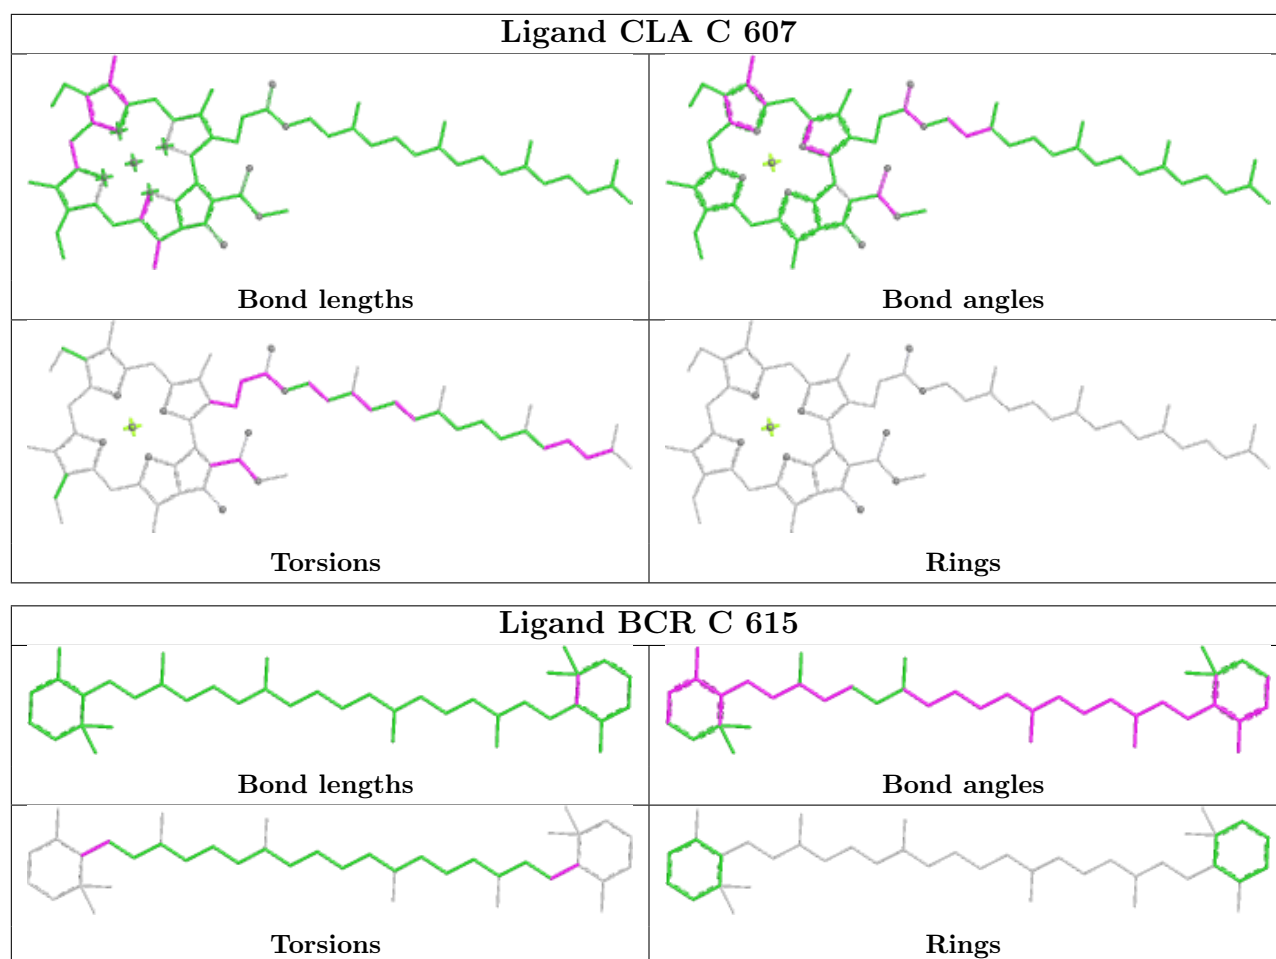 Ligand CLA C 607
Bond lengths
Bond angles
Torsions
Rings
Ligand BCR C 615
Bond lengths
Bond angles
Torsions
Rings